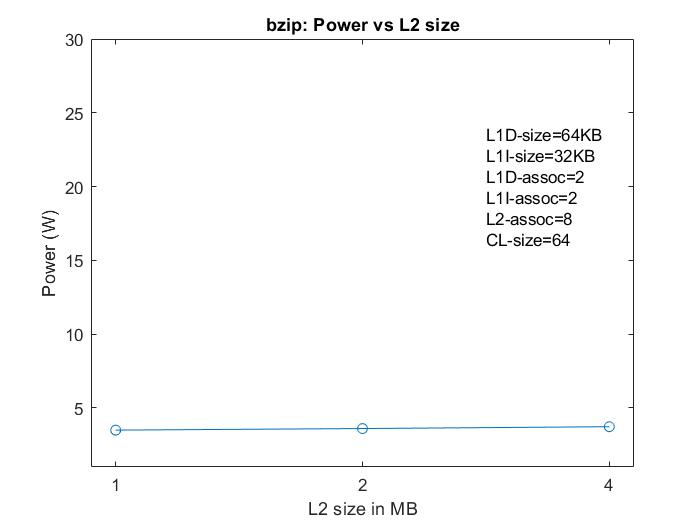 bzip: Power vs L2 size
30
25
20
15
10
5
Power (W)
L1D-size=64KB
L1I-size=32KB
L1D-assoc=2
L1I-assoc=2
L2-assoc=8
CL-size=64
1
2
4
L2 size in MB